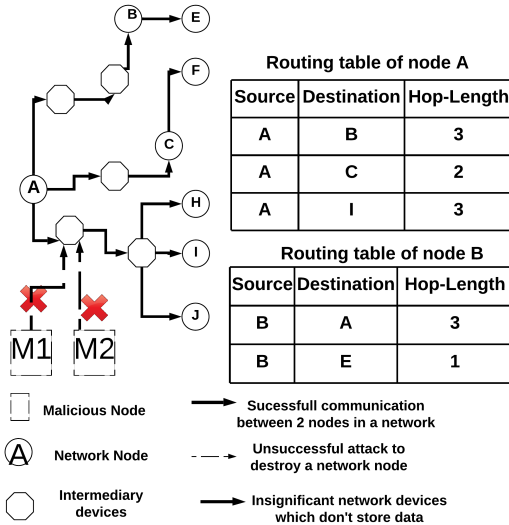 B
E
F
A
C
H
I
J
M1
M2
Routing table of node A
Source Destination Hop-Length
A B 3
A C 2
A I 3
Routing table of node B
Source Destination Hop-Length
B A 3
B E 1
Malicious Node
Sucessfull communication
between 2 nodes in a network
A
Network Node
Unsuccessful attack to
destroy a network node
Intermediary
devices
Insignificant network devices
which don't store data